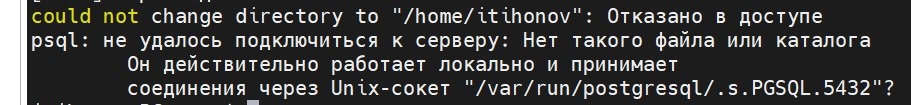 could not change directory to "/home/itihonov": Отказано в доступе
psql: не удалось подключиться к серверу: Нет такого файла или каталога
Он действительно работает локально и принимает
соединения через Unix-сокет "/var/run/postgresql/.s.PGSQL.5432"?